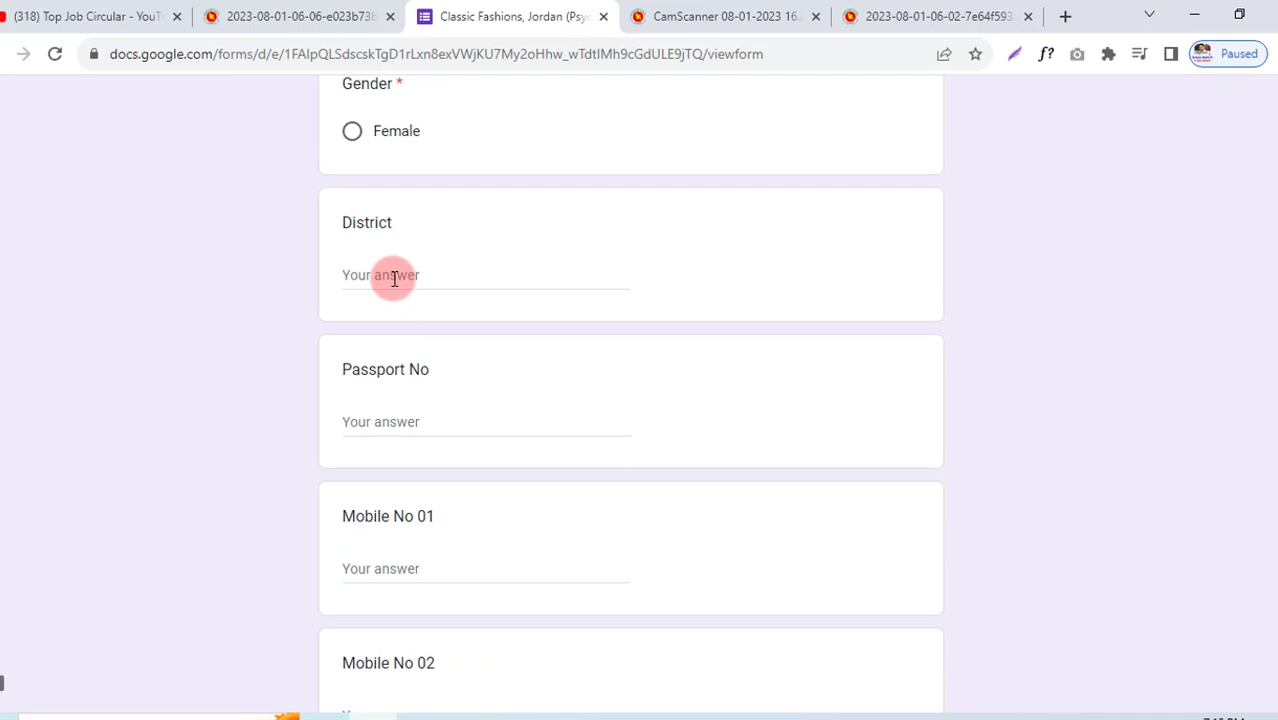 (318) Top Job Circular - YouT
2023-08-01-06-06-e023b73b
Classic Fashions, Jordan (Psyc
CamScanner 08-01-2023 16.
2023-08-01-06-02-7e64f593
docs.google.com/forms/d/e/1FAIpQLSdscskTgD1rLxn8exVWjKU7My2oHhw_wTdtIMh9cGdULE9jTQ/viewform
Paused
Gender *
Female
District
Your answer
Passport No
Your answer
Mobile No 01
Your answer
Mobile No 02